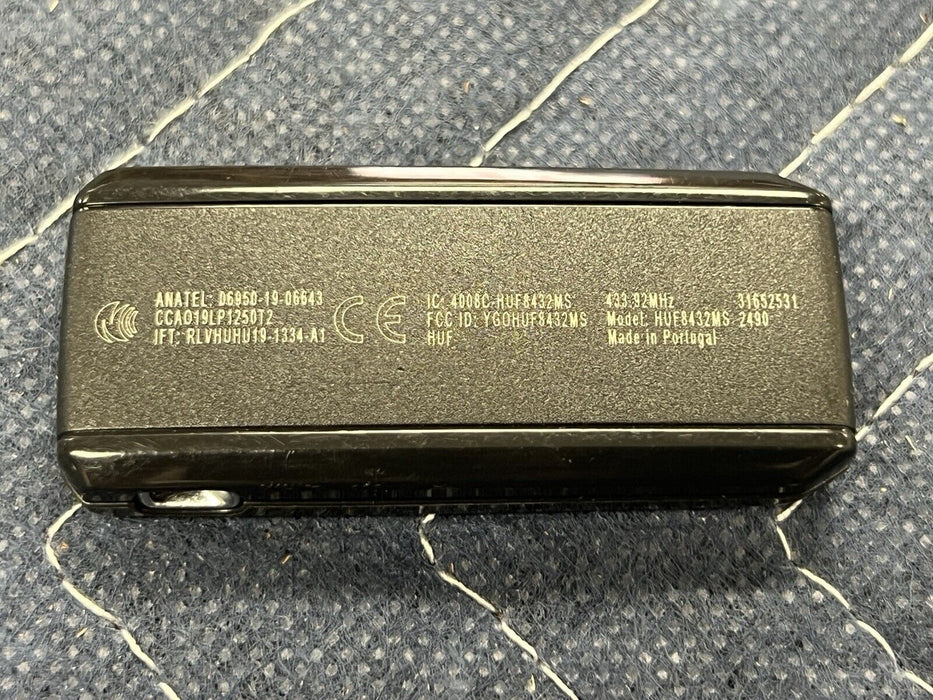 ANATEL: 06950-19-06643
CCAO19LP1250T2
IFT: RLVHUHU19-1334-A1
CE
IC: 4008C-HUF8432MS
FCC ID: YGOHUF8432MS
HUF
433.92MHz
Model: HUF8432MS
Made in Portugal
31652531
2490